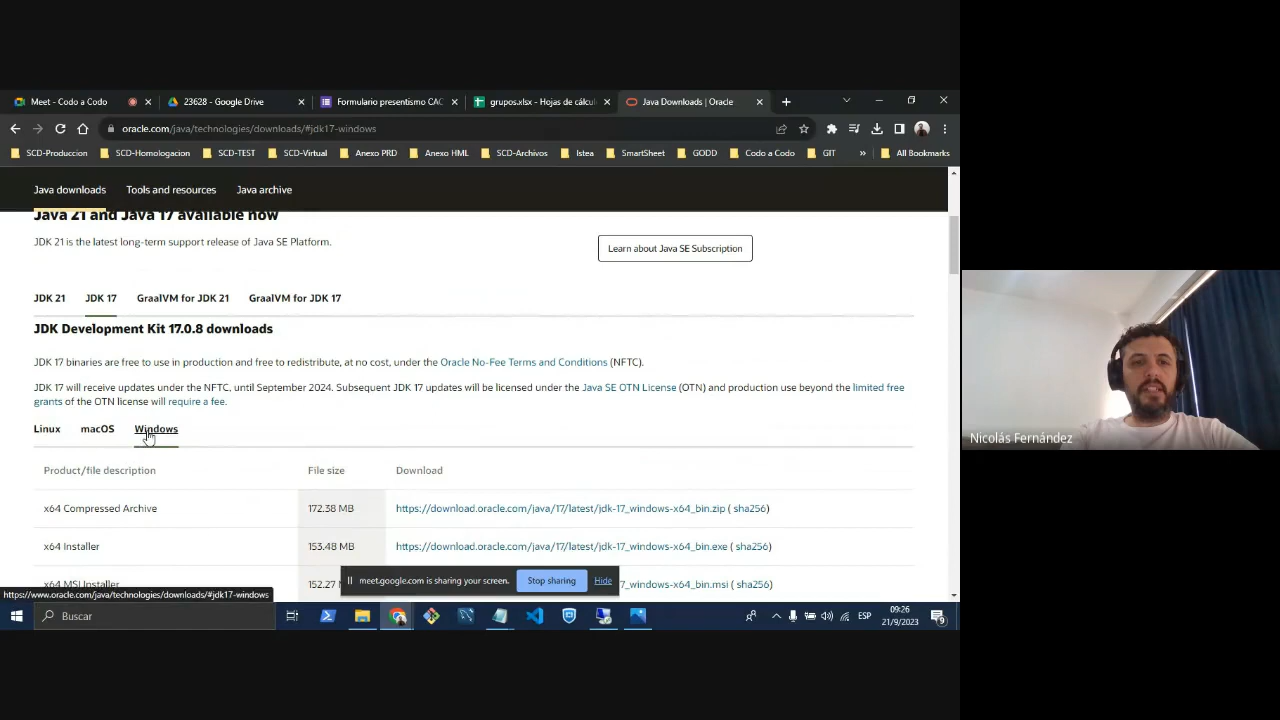 Meet - Codo a Codo
23628 - Google Drive
Formulario presentismo CAC
grupos.xlsx - Hojas de cálcu
Java Downloads | Oracle
oracle.com/java/technologies/downloads/#jdk17-windows
SCD-Produccion
SCD-Homologacion
SCD-TEST
SCD-Virtual
Anexo PRD
Anexo HML
SCD-Archivos
Istea
SmartSheet
GODD
Codo a Codo
GIT
»
All Bookmarks
Java downloads
Tools and resources
Java archive
Java 21 and Java 17 available now
JDK 21 is the latest long-term support release of Java SE Platform.
Learn about Java SE Subscription
JDK 21
JDK 17
GraalVM for JDK 21
GraalVM for JDK 17
JDK Development Kit 17.0.8 downloads
JDK 17 binaries are free to use in production and free to redistribute, at no cost, under the Oracle No-Fee Terms and Conditions (NFTC).
JDK 17 will receive updates under the NFTC, until September 2024. Subsequent JDK 17 updates will be licensed under the Java SE OTN License (OTN) and production use beyond the limited free
grants of the OTN license will require a fee.
Linux
macOS
Windows
Product/file description
File size
Download
x64 Compressed Archive
172.38 MB
https://download.oracle.com/java/17/latest/jdk-17_windows-x64_bin.zip ( sha256)
x64 Installer
153.48 MB
https://download.oracle.com/java/17/latest/jdk-17_windows-x64_bin.exe ( sha256)
x64 MSI Installer
152.27
17_windows-x64_bin.msi ( sha256)
meet.google.com is sharing your screen.
Stop sharing
Hide
https://www.oracle.com/java/technologies/downloads/#jdk17-windows
Buscar
ESP
09:26
21/9/2023
9
Nicolás Fernández